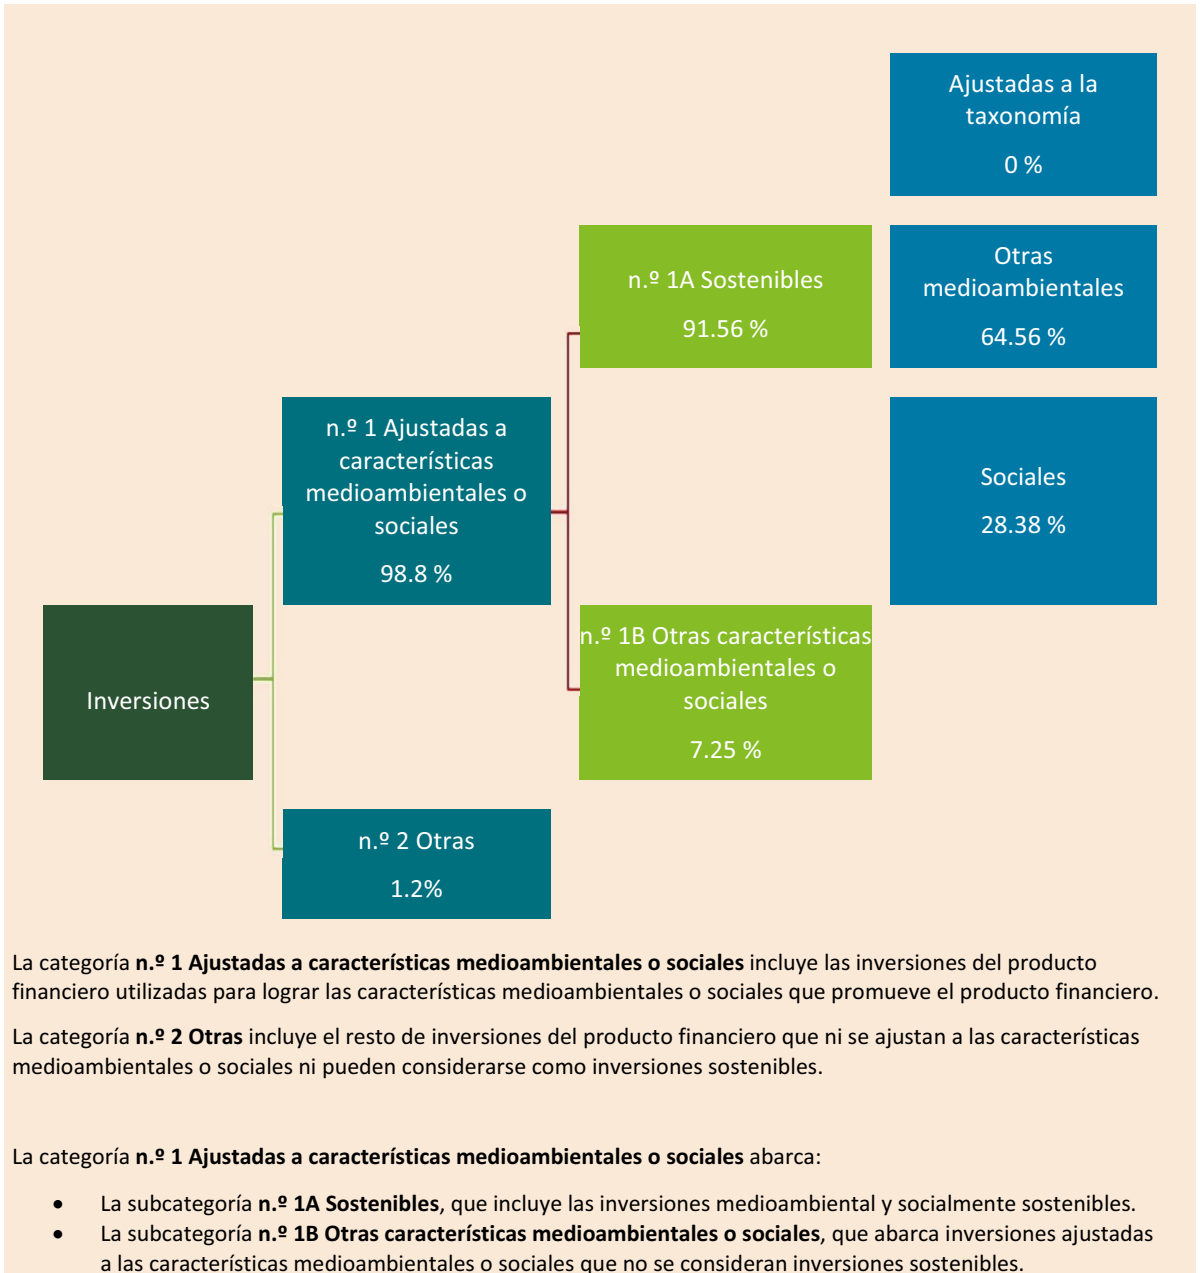 Ajustadas a la
taxonomía
0 %
n.º 1A Sostenibles
91.56 %
Otras
medioambientales
64.56 %
n.º 1 Ajustadas a
características
medioambientales o
sociales
98.8 %
Sociales
28.38 %
Inversiones
n.º 1B Otras características
medioambientales o
sociales
7.25 %
n.º 2 Otras
1.2%
La categoría n.º 1 Ajustadas a características medioambientales o sociales incluye las inversiones del producto
financiero utilizadas para lograr las características medioambientales o sociales que promueve el producto financiero.
La categoría n.º 2 Otras incluye el resto de inversiones del producto financiero que ni se ajustan a las características
medioambientales o sociales ni pueden considerarse como inversiones sostenibles.
La categoría n.º 1 Ajustadas a características medioambientales o sociales abarca:
• La subcategoría n.º 1A Sostenibles, que incluye las inversiones medioambiental y socialmente sostenibles.
• La subcategoría n.º 1B Otras características medioambientales o sociales, que abarca inversiones ajustadas
a las características medioambientales o sociales que no se consideran inversiones sostenibles.